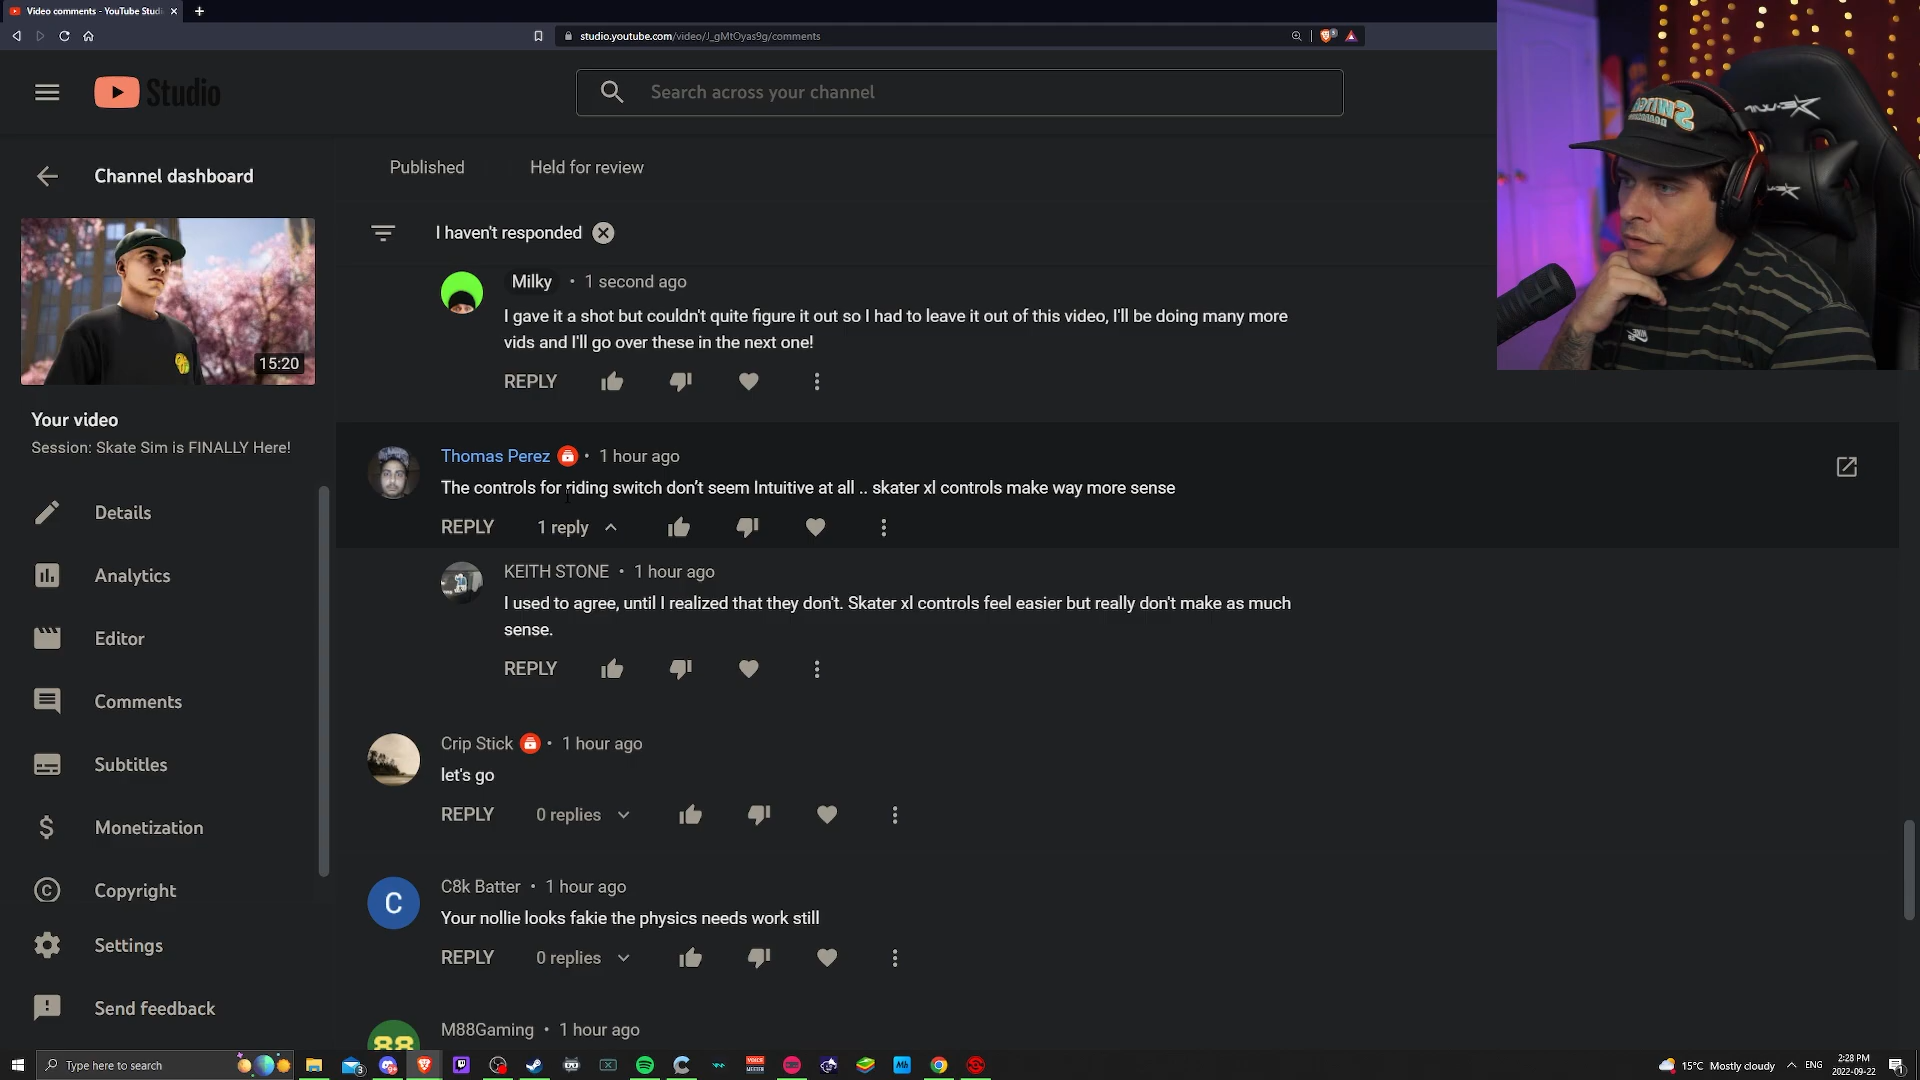 Video comments - YouTube Studi
studio.youtube.com/video/J_gMtOyas9g/comments
Studio
Search across your channel
Channel dashboard
15:20
Your video
Session: Skate Sim is FINALLY Here!
Details
Analytics
Editor
Comments
Subtitles
Monetization
Copyright
Settings
Send feedback
Published
Held for review
I haven't responded
Milky • 1 second ago
I gave it a shot but couldn't quite figure it out so I had to leave it out of this video, I'll be doing many more
vids and I'll go over these in the next one!
REPLY
Thomas Perez • 1 hour ago
The controls for riding switch don't seem Intuitive at all .. skater xl controls make way more sense
REPLY 1 reply
KEITH STONE • 1 hour ago
I used to agree, until I realized that they don't. Skater xl controls feel easier but really don't make as much
sense.
REPLY
Crip Stick • 1 hour ago
let's go
REPLY 0 replies
C
C8k Batter • 1 hour ago
Your nollie looks fakie the physics needs work still
REPLY 0 replies
88
M88Gaming • 1 hour ago
Type here to search
15°C Mostly cloudy
ENG
2:28 PM
2022-09-22